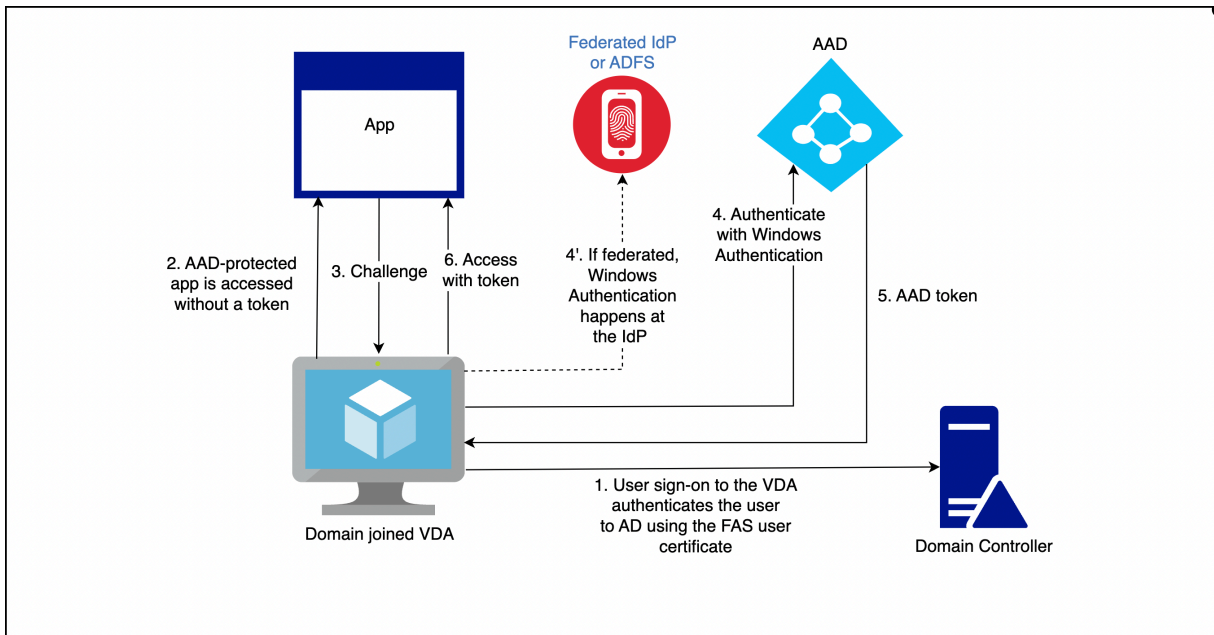 Federated IdP
or ADFS
AAD
App
4. Authenticate
with Windows
Authentication
2. AAD-protected
app is accessed
without a token
3. Challenge
6. Access
with token
4'. If federated,
Windows
Authentication
happens at
the IdP
5. AAD token
1. User sign-on to the VDA
authenticates the user
to AD using the FAS user
certificate
Domain joined VDA
Domain Controller